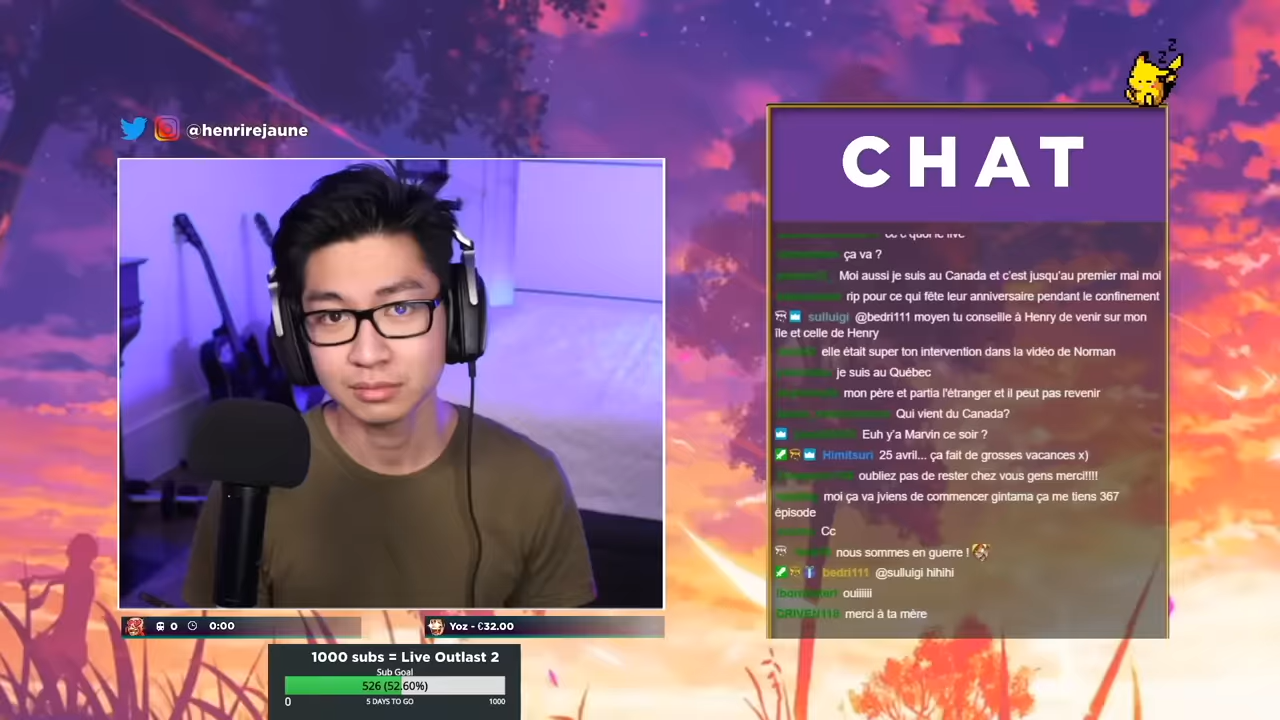 @henrirejaune
CHAT
ça va ?
Moi aussi je suis au Canada et c'est jusqu'au premier mai moi
rip pour ce qui fête leur anniversaire pendant le confinement
sulluigi @bedri111 moyen tu conseille à Henry de venir sur mon
île et celle de Henry
elle était super ton intervention dans la vidéo de Norman
je suis au Québec
mon père et partia l'étranger et il peut pas revenir
Qui vient du Canada?
Euh y'a Marvin ce soir ?
Himitsuri 25 avril... ça fait de grosses vacances x)
oubliez pas de rester chez vous gens merci!!!!
moi ça va jviens de commencer gintama ça me tiens 367
épisode
Cc
nous sommes en guerre !
bedri111 @sulluigi hihihi
ouiiiiii
DRIVEN118 merci à ta mère
0 0:00
Yoz - €32.00
1000 subs = Live Outlast 2
Sub Goal
526 (52.60%)
0 5 DAYS TO GO 1000